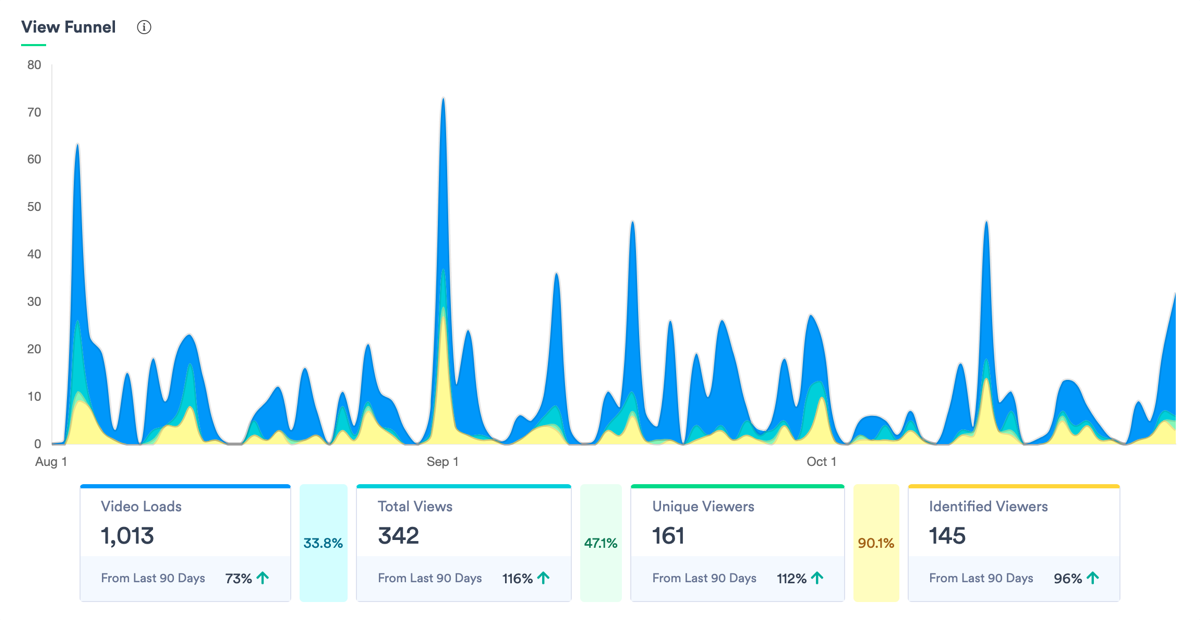 View Funnel
80
70
60
50
40
30
20
10
0
Aug 1 Sep 1 Oct 1
Video Loads
1,013
From Last 90 Days 73%
33.8%
Total Views
342
From Last 90 Days 116%
47.1%
Unique Viewers
161
From Last 90 Days 112%
90.1%
Identified Viewers
145
From Last 90 Days 96%